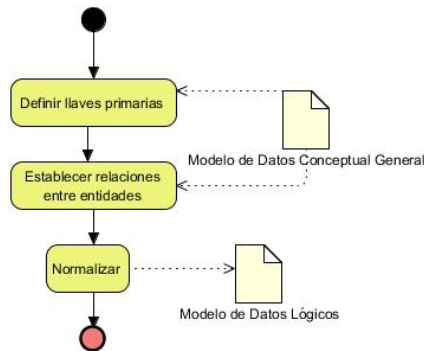 Definir llaves primarias
Modelo de Datos Conceptual General
Establecer relaciones
entre entidades
Normalizar
Modelo de Datos Lógicos